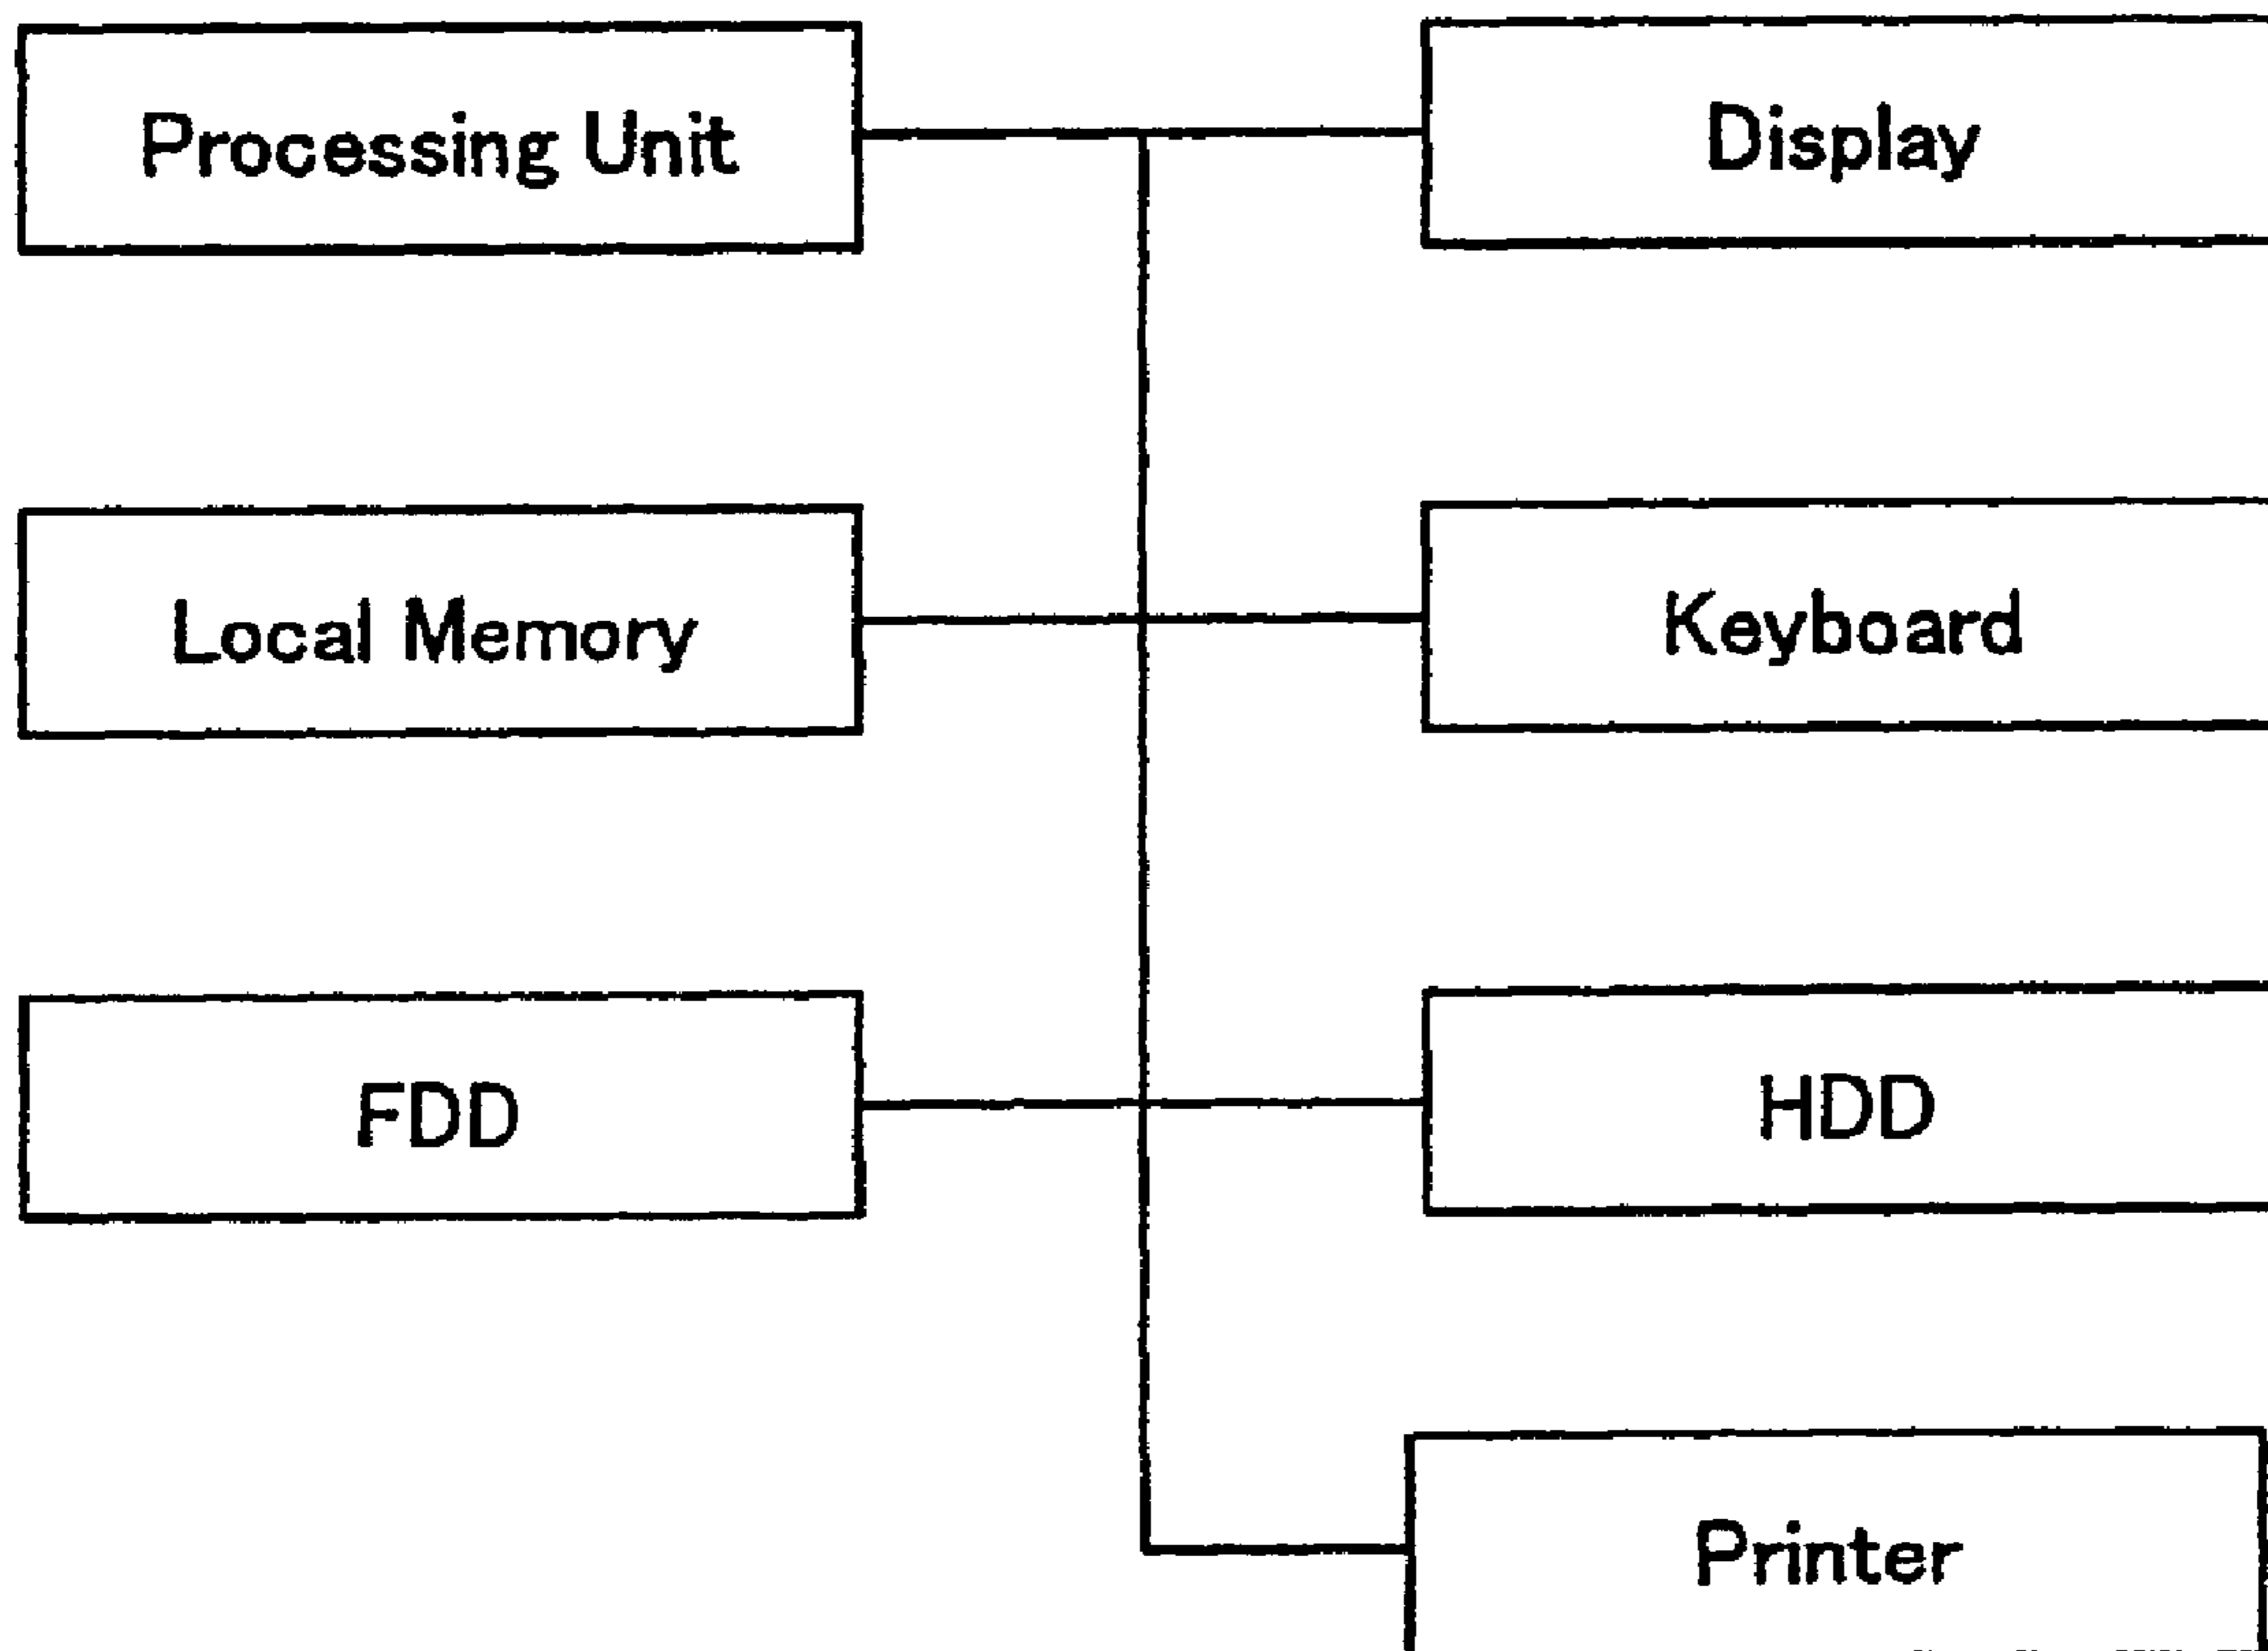 Processing Unit
Display
Local Memory
Keyboard
FDD
HDD
Printer